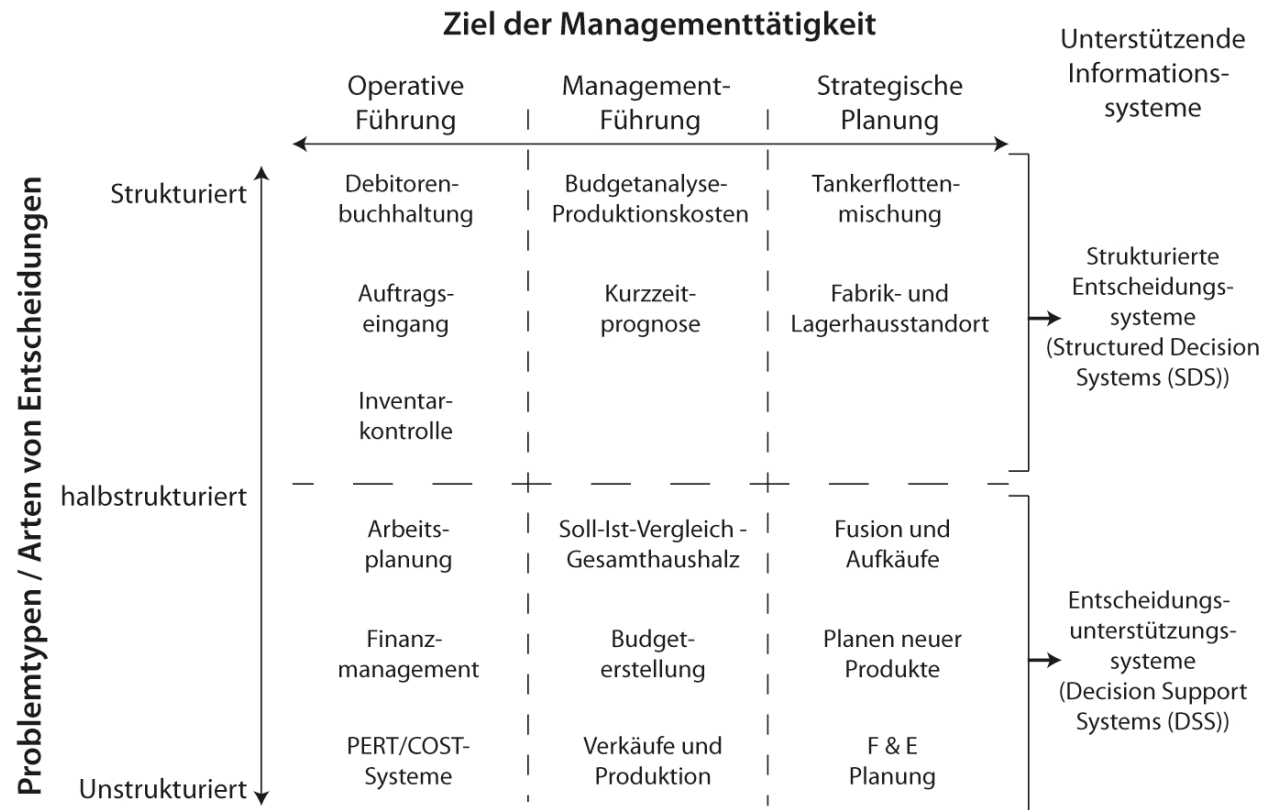 Ziel der Managementtätigkeit
Unterstützende
Informations-
systeme
Operative
Führung
Management-
Führung
Strategische
Planung
Problemtypen / Arten von Entscheidungen
Strukturiert
Debitoren-
buchhaltung
Budgetanalyse-
Produktionskosten
Tankerflotten-
mischung
Auftrags-
eingang
Kurzzeit-
prognose
Fabrik- und
Lagerhausstandort
Inventar-
kontrolle
Strukturierte
Entscheidungs-
systeme
(Structured Decision
Systems (SDS))
halbstrukturiert
Arbeits-
planung
Soll-Ist-Vergleich -
Gesamthaushalz
Fusion und
Aufkäufe
Finanz-
management
Budget-
erstellung
Planen neuer
Produkte
Entscheidungs-
unterstützungs-
systeme
(Decision Support
Systems (DSS))
Unstrukturiert
PERT/COST-
Systeme
Verkäufe und
Produktion
F & E
Planung